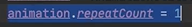 animation.repeatCount = 1